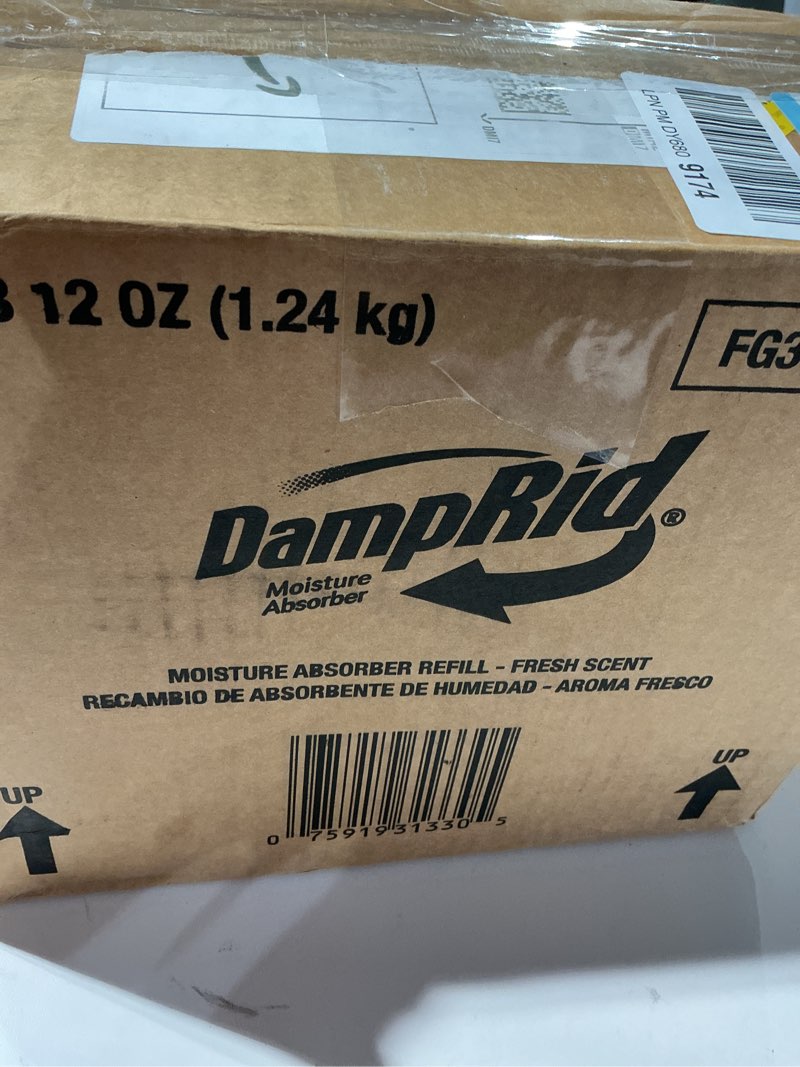 LPN PM DY680 9174
12 OZ (1.24 kg)
FG3
DampRid®
Moisture
Absorber
MOISTURE ABSORBER REFILL - FRESH SCENT
RECAMBIO DE ABSORBENTE DE HUMEDAD - AROMA FRESCO
UP
UP
0 75919 31330 5